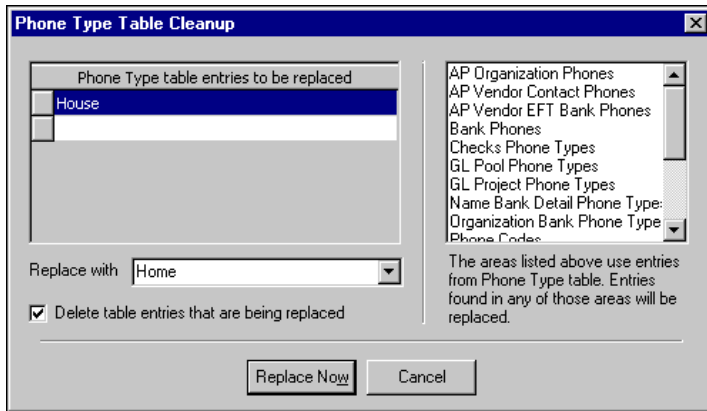 Phone Type Table Cleanup
Phone Type table entries to be replaced
House
Replace with Home
Delete table entries that are being replaced
AP Organization Phones
AP Vendor Contact Phones
AP Vendor EFT Bank Phones
Bank Phones
Checks Phone Types
GL Pool Phone Types
GL Project Phone Types
Name Bank Detail Phone Type
Organization Bank Phone Type
Phone Codes
The areas listed above use entries
from Phone Type table. Entries
found in any of those areas will be
replaced.
Replace Now Cancel